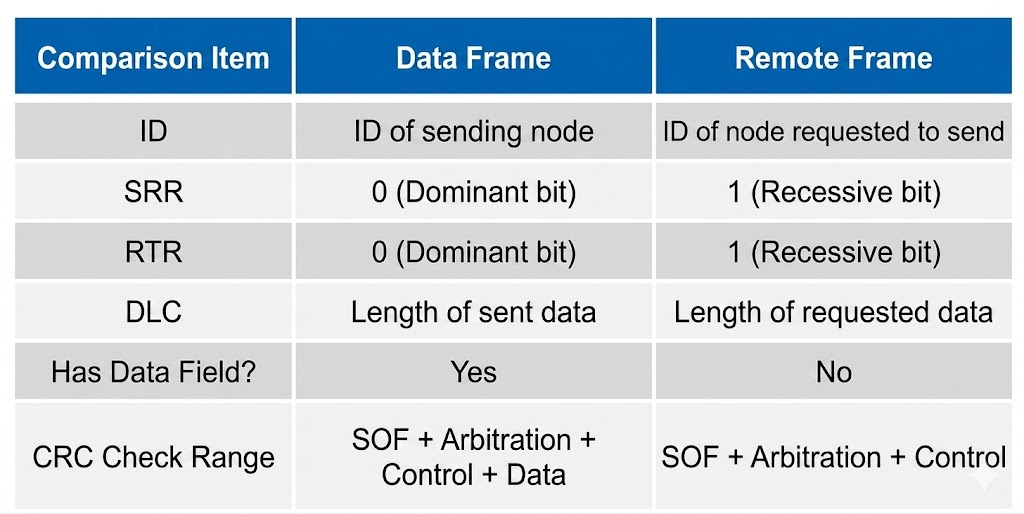 Comparison Item Data Frame Remote Frame
ID ID of sending node ID of node requested to send
SRR 0 (Dominant bit) 1 (Recessive bit)
RTR 0 (Dominant bit) 1 (Recessive bit)
DLC Length of sent data Length of requested data
Has Data Field? Yes No
CRC Check Range SOF + Arbitration +
Control + Data SOF + Arbitration + Control